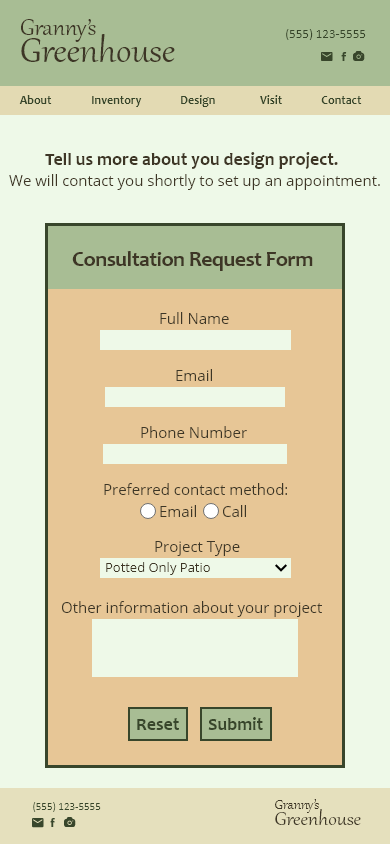 Granny's
Greenhouse
(555) 123-5555
About Inventory Design Visit Contact
Tell us more about you design project.
We will contact you shortly to set up an appointment.
Consultation Request Form
Full Name
Email
Phone Number
Preferred contact method:
Email Call
Project Type
Potted Only Patio
Other information about your project
Reset Submit
(555) 123-5555
Granny's
Greenhouse